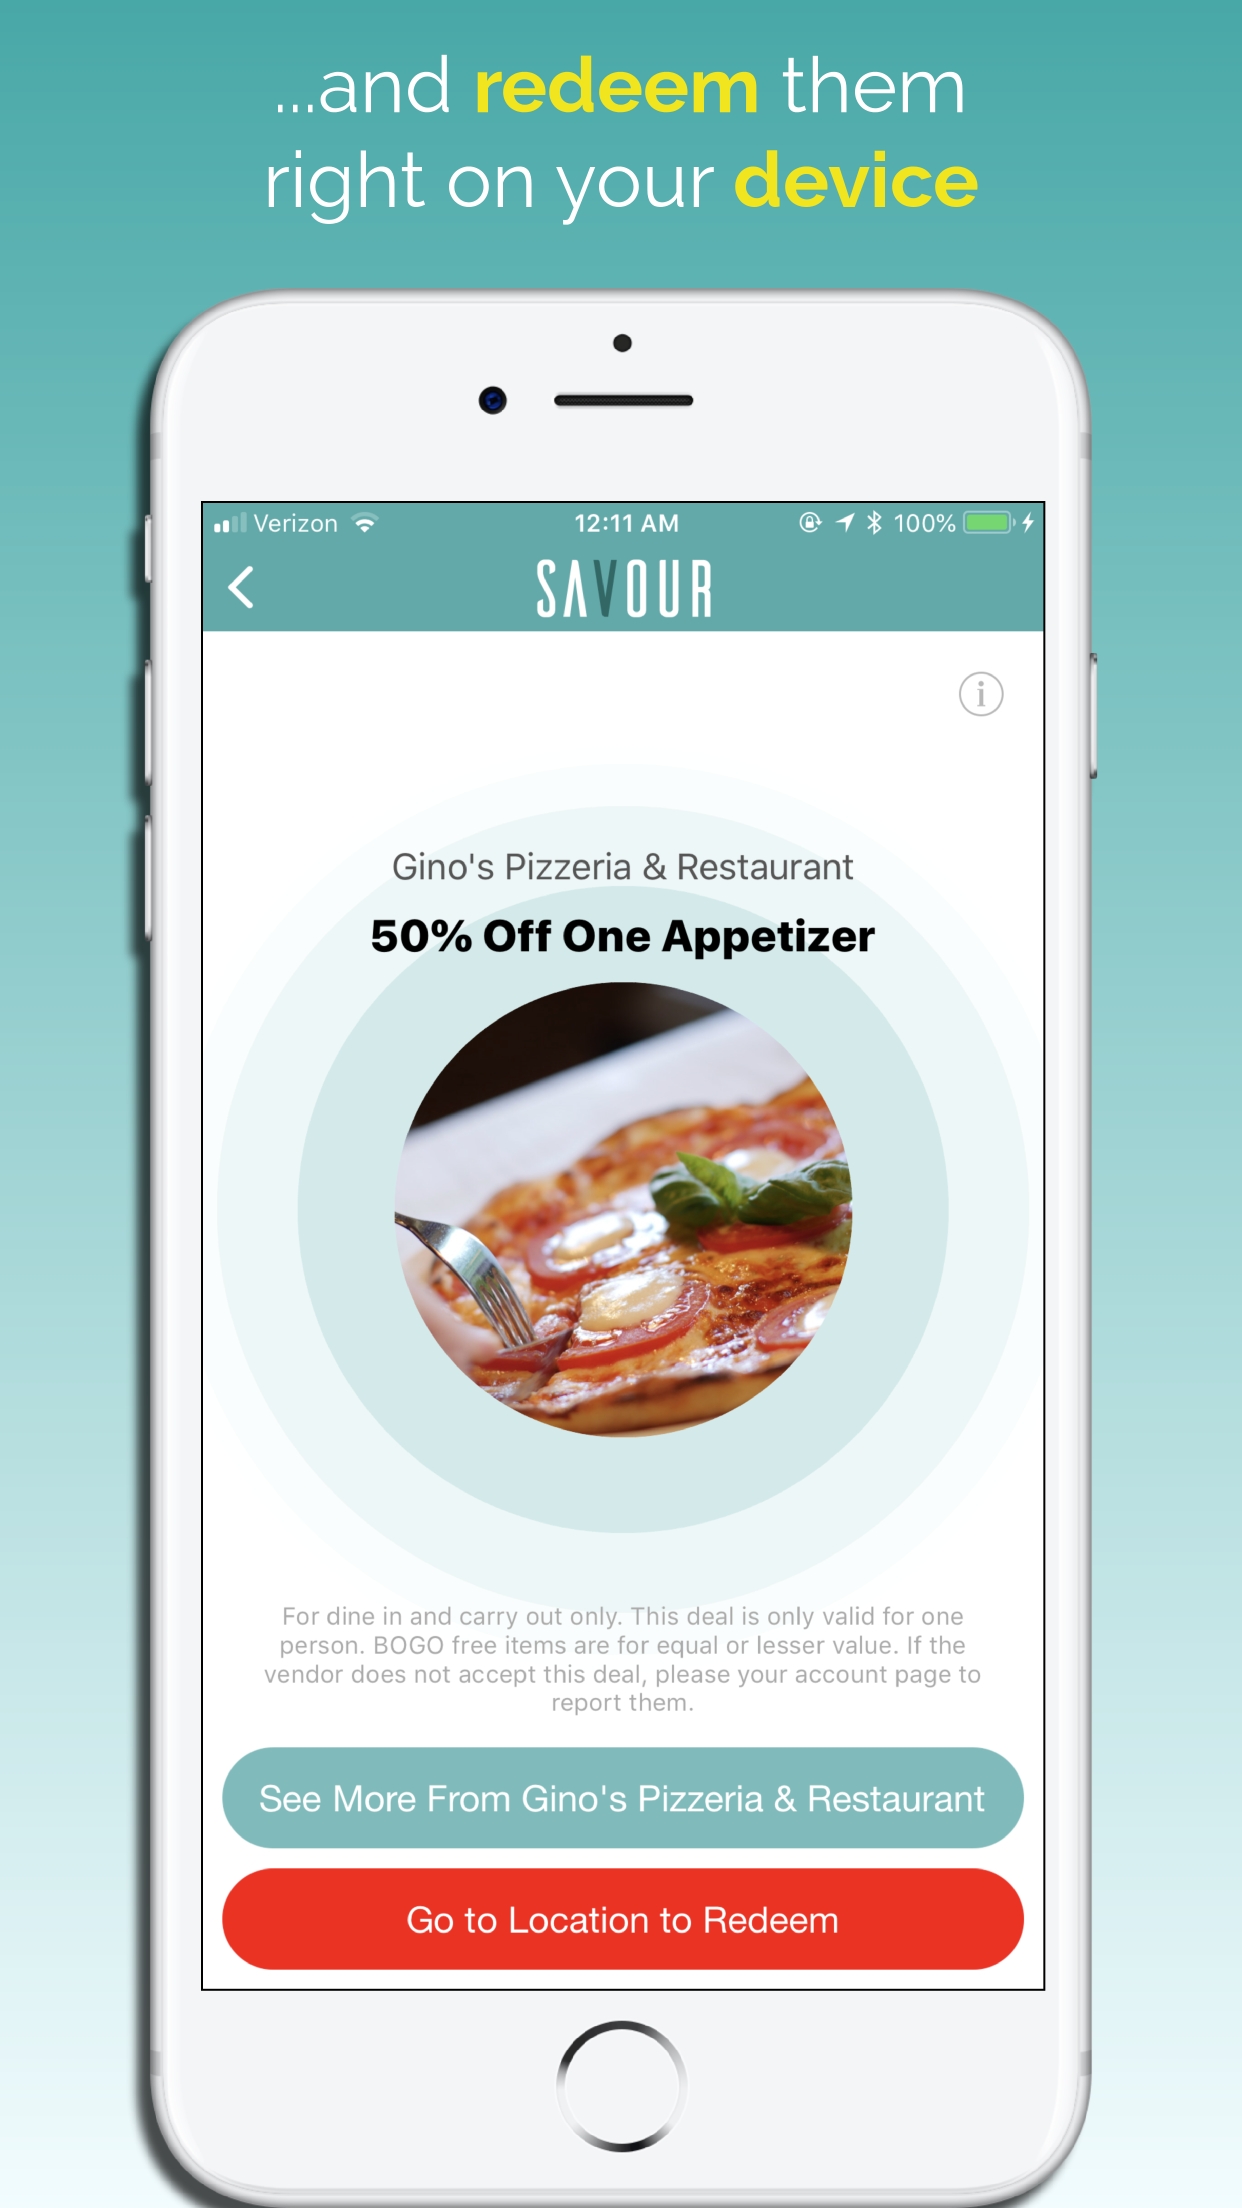 ...and redeem them
right on your device
Verizon 12:11 AM 100%
SAVOUR
i
Gino's Pizzeria & Restaurant
50% Off One Appetizer
For dine in and carry out only. This deal is only valid for one
person. BOGO free items are for equal or lesser value. If the
vendor does not accept this deal, please your account page to
report them.
See More From Gino's Pizzeria & Restaurant
Go to Location to Redeem